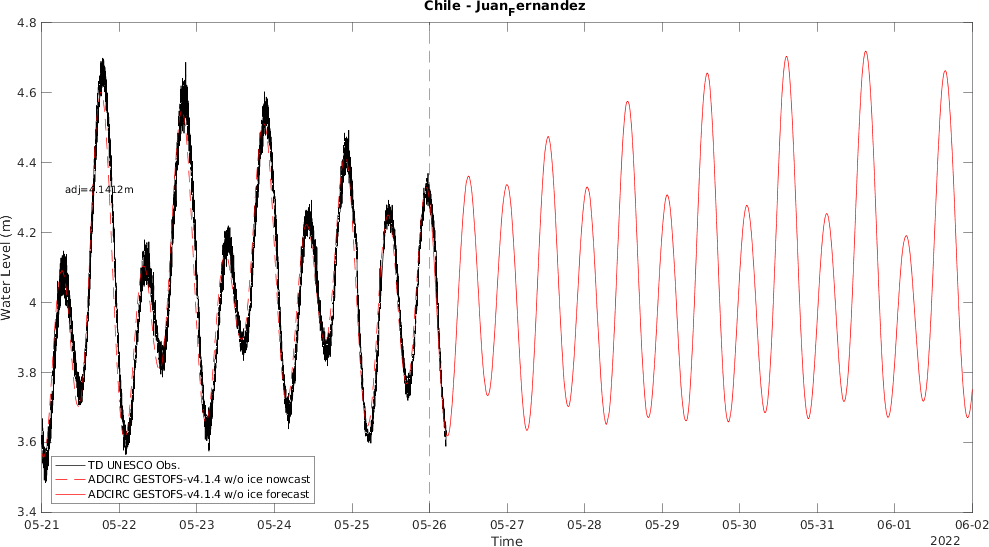 Chile - Juan_Fernandez
4.8
4.6
4.4
4.2
4
3.8
3.6
3.4
Water Level (m)
adj=4.1412m
TD UNESCO Obs.
ADCIRC GESTOFS-v4.1.4 w/o ice nowcast
ADCIRC GESTOFS-v4.1.4 w/o ice forecast
05-21 05-22 05-23 05-24 05-25 05-26 05-27 05-28 05-29 05-30 05-31 06-01 06-02
Time
2022